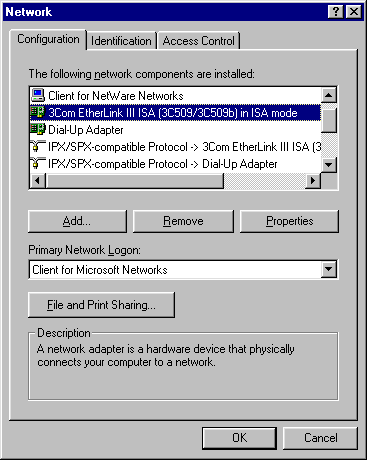 Network
Configuration Identification Access Control
The following network components are installed:
Client for NetWare Networks
3Com EtherLink III ISA (3C509/3C509b) in ISA mode
Dial-Up Adapter
IPX/SPX-compatible Protocol -> 3Com EtherLink III ISA (3
IPX/SPX-compatible Protocol -> Dial-Up Adapter
Add... Remove Properties
Primary Network Logon:
Client for Microsoft Networks
File and Print Sharing...
Description
A network adapter is a hardware device that physically
connects your computer to a network.
OK Cancel